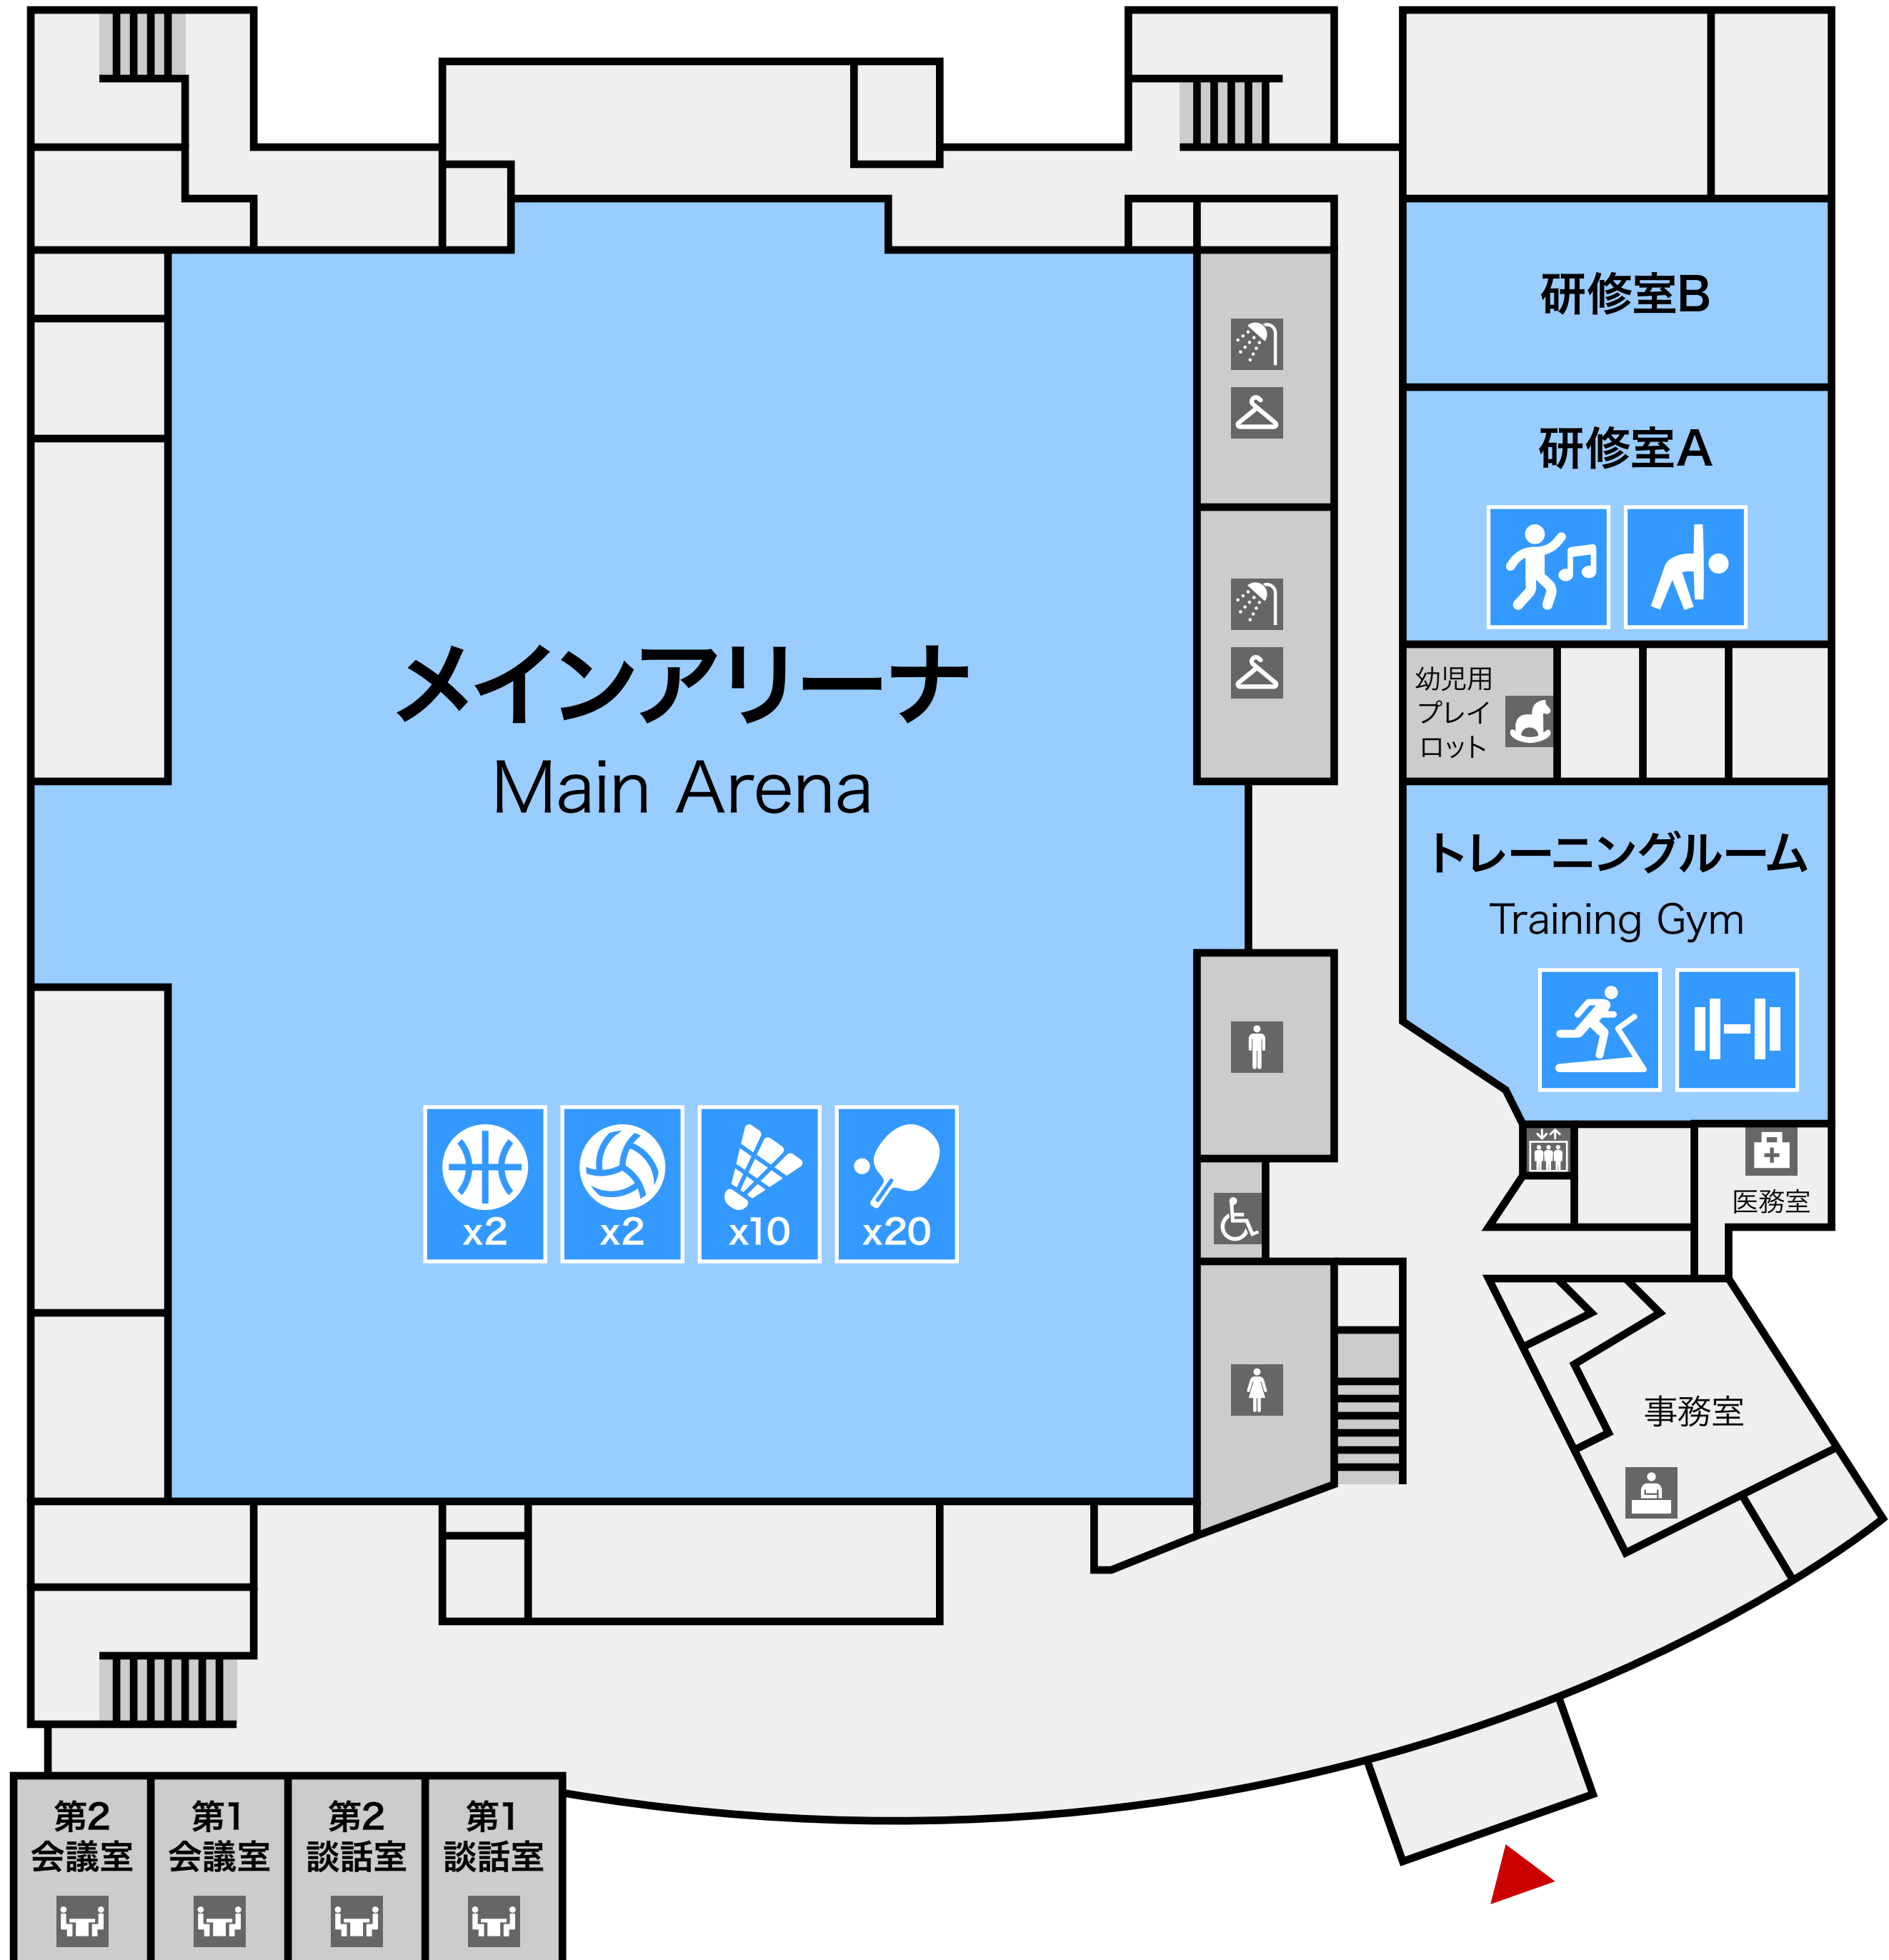 研修室B
研修室A
メインアリーナ
Main Arena
幼児用
プレイ
ロット
トレーニングルーム
Training Gym
x2
x2
x10
x20
医務室
事務室
第2
会議室
第1
会議室
第2
談話室
第1
談話室